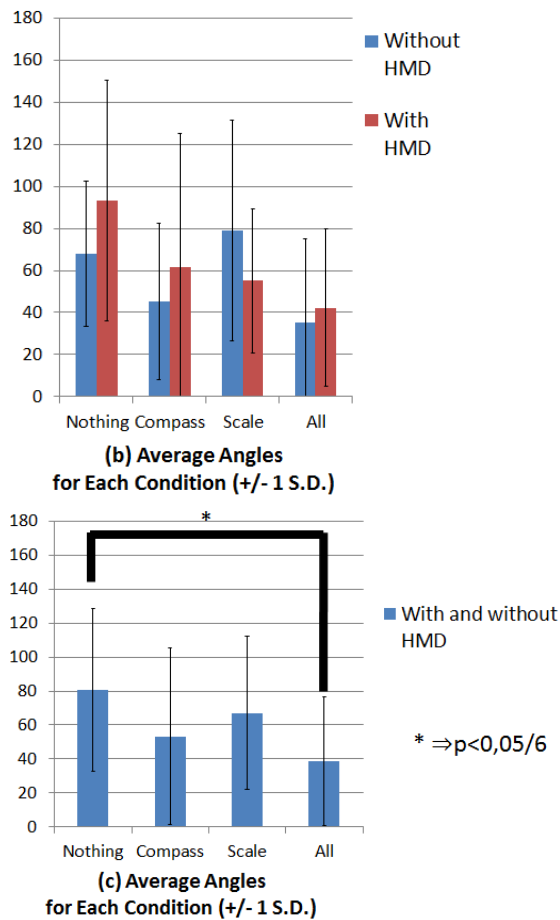 180
160
140
120
100
80
60
40
20
0
Without
HMD
With
HMD
Nothing Compass Scale All
(b) Average Angles
for Each Condition (+/- 1 S.D.)
180
160
140
120
100
80
60
40
20
0
*
With and without
HMD
* ⇒p<0,05/6
Nothing Compass Scale All
(c) Average Angles
for Each Condition (+/- 1 S.D.)